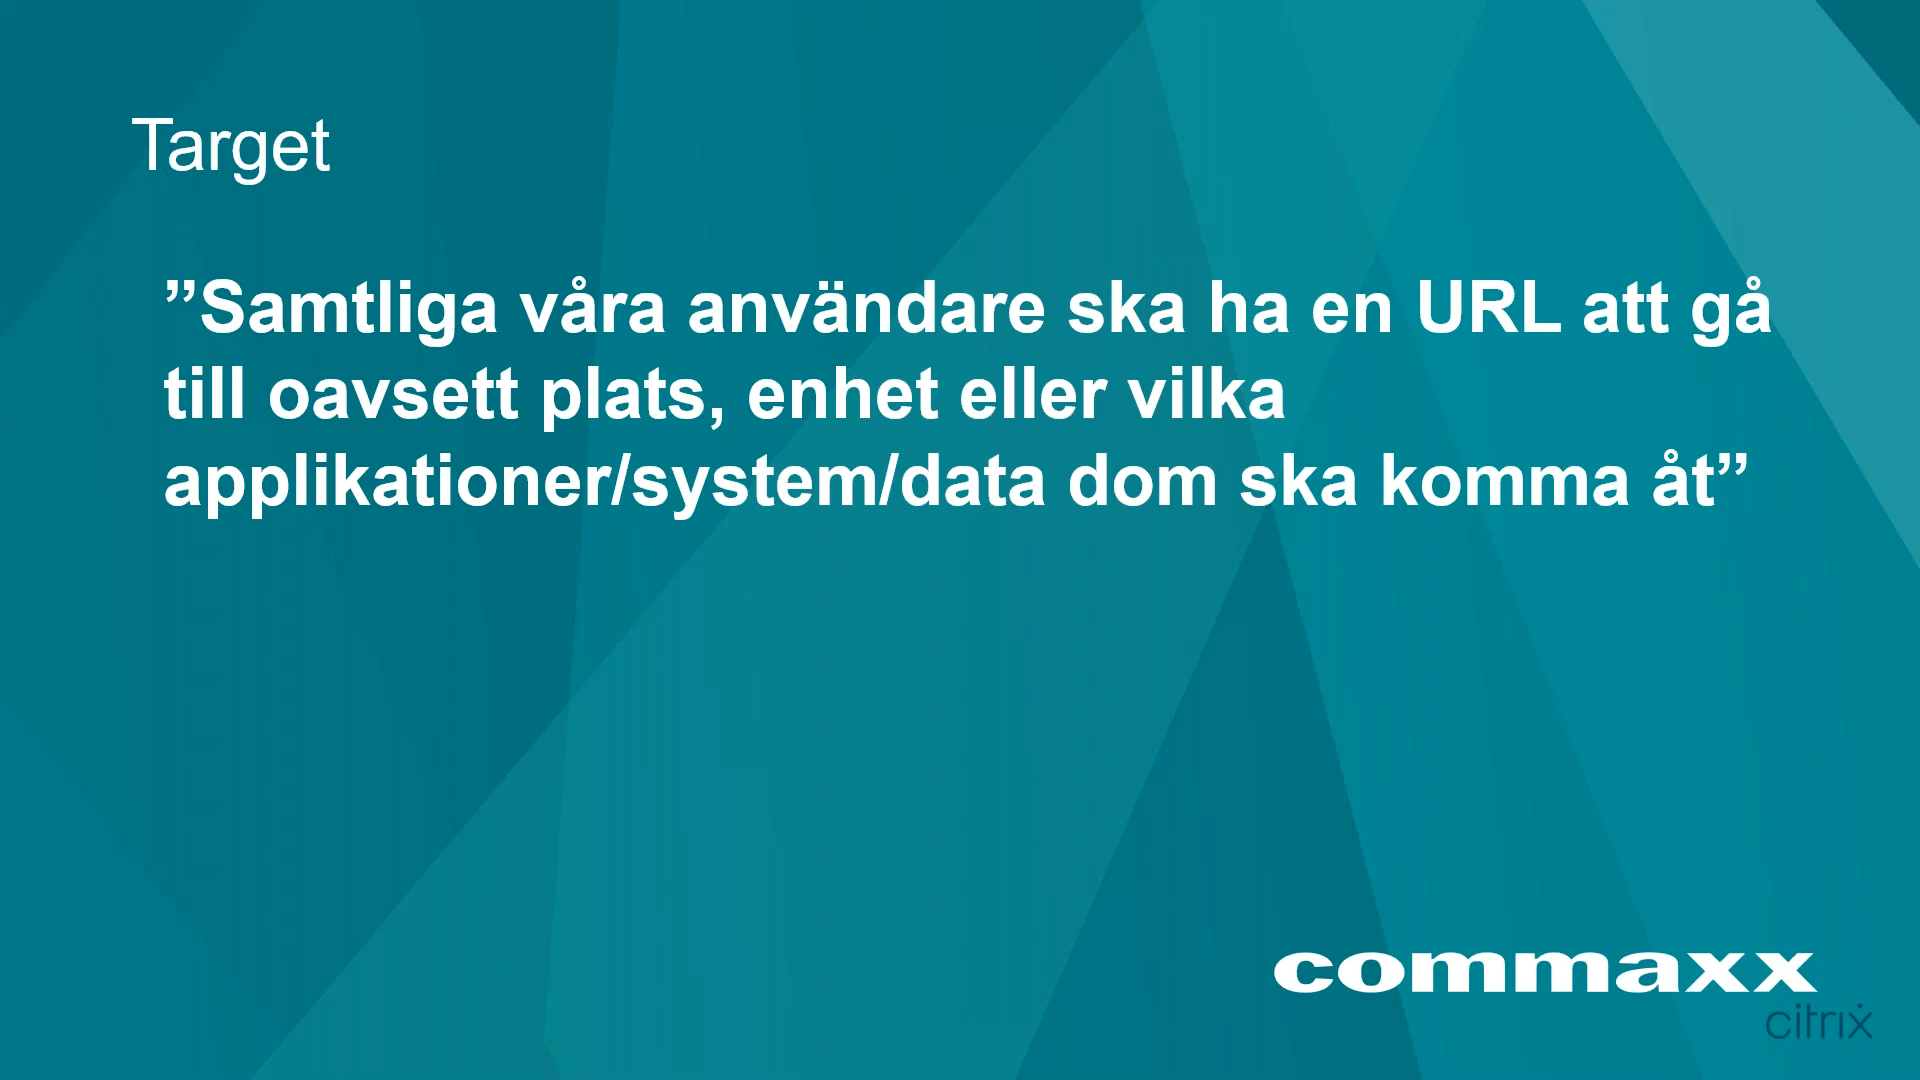 Target
”Samtliga våra användare ska ha en URL att gå
till oavsett plats, enhet eller vilka
applikationer/system/data dom ska komma åt”
commaxx
citrix